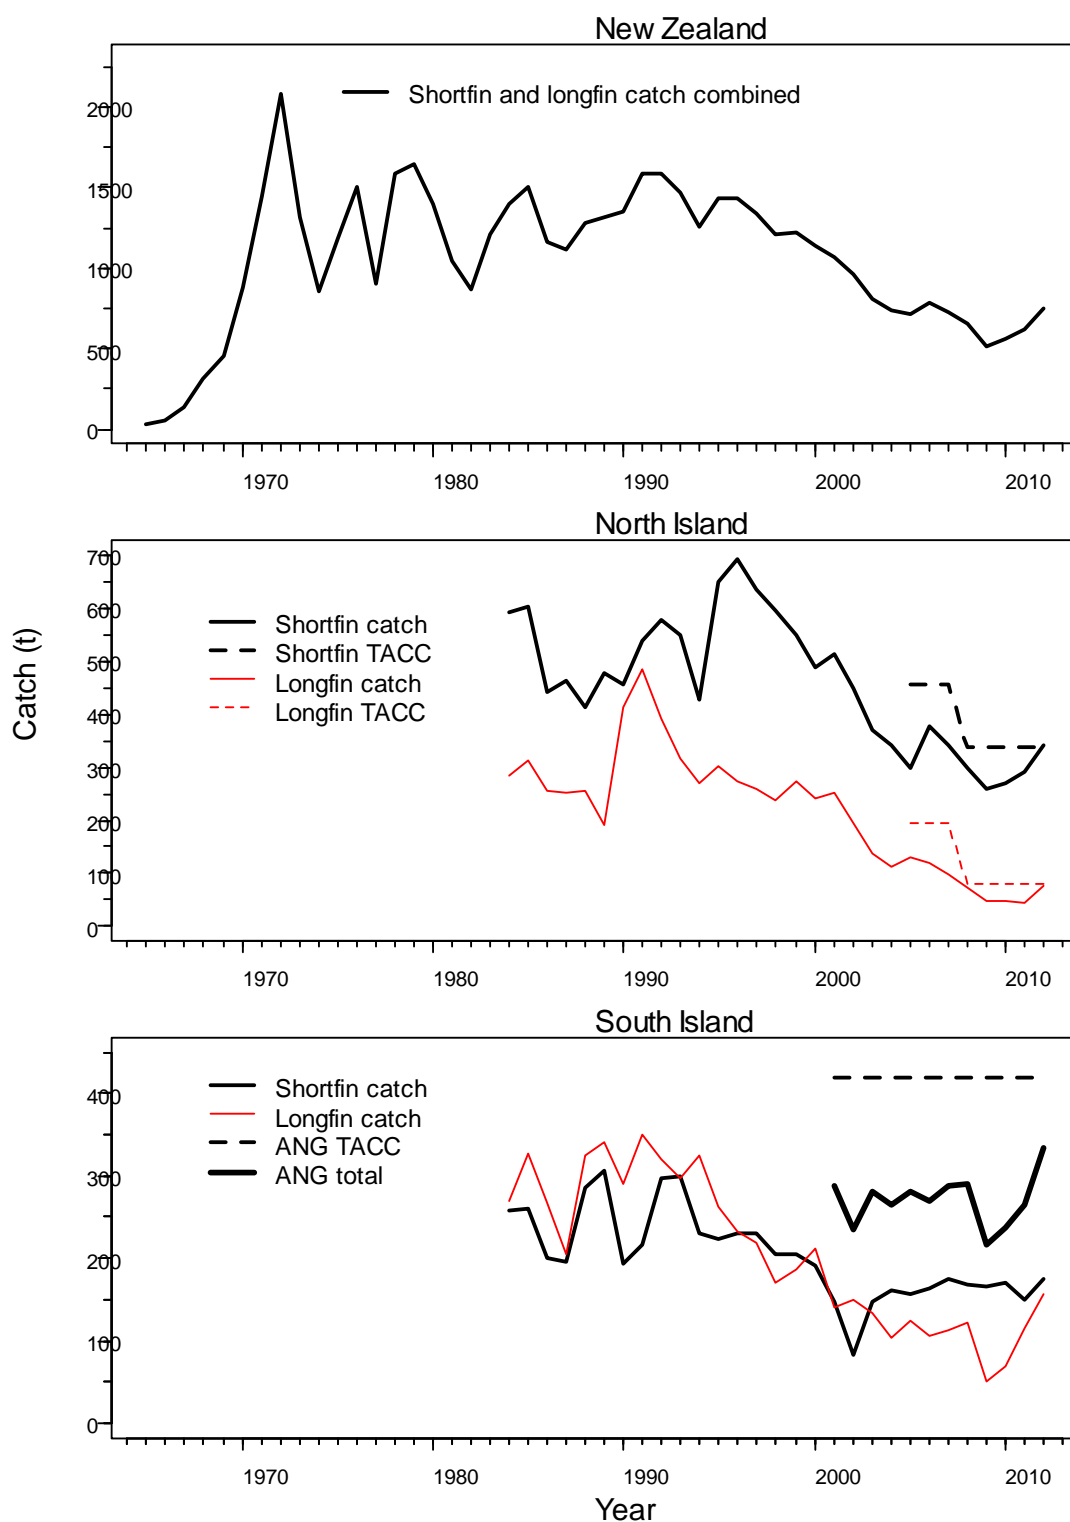 New Zealand
Shortfin and longfin catch combined
2000
1500
1000
500
0
1970 1980 1990 2000 2010
North Island
700
600
500
400
300
200
100
0
Shortfin catch
Shortfin TACC
Longfin catch
Longfin TACC
Catch (t)
1970 1980 1990 2000 2010
South Island
400
300
200
100
0
Shortfin catch
Longfin catch
ANG TACC
ANG total
1970 1980 1990 2000 2010
Year